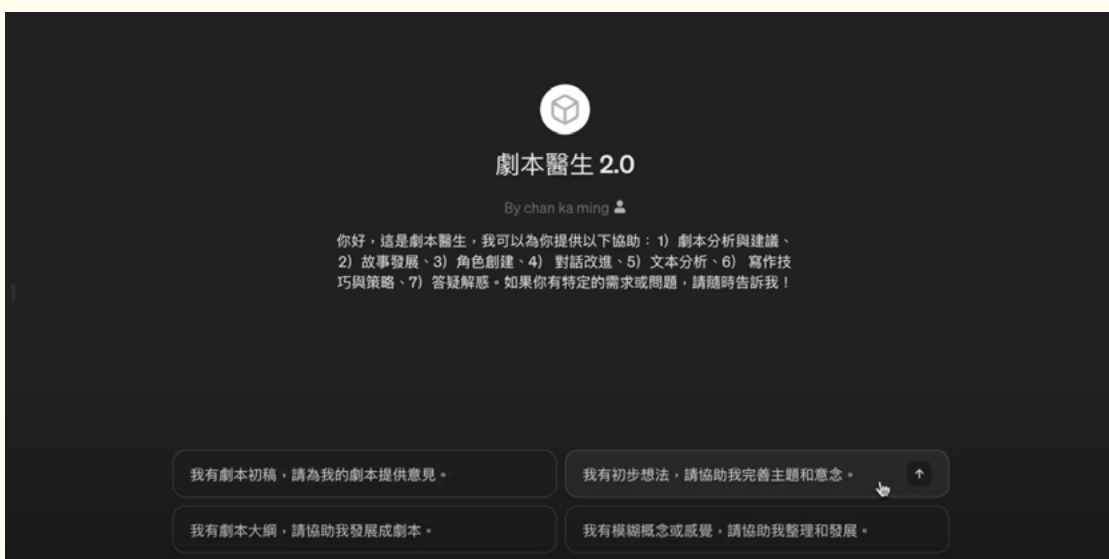 劇本醫生 2.0
By chan ka ming
你好,這是劇本醫生,我可以為你提供以下協助: 1) 劇本分析與建議、
2) 故事發展、3) 角色創建、4) 對話改進、5) 文本分析、6) 寫作技
巧與策略、7) 答疑解惑。如果你有特定的需求或問題,請隨時告訴我!
我有劇本初稿,請為我的劇本提供意見。
我有初步想法,請協助我完善主題和意念。
我有劇本大綱,請協助我發展成劇本。
我有模糊概念或感覺,請協助我整理和發展。